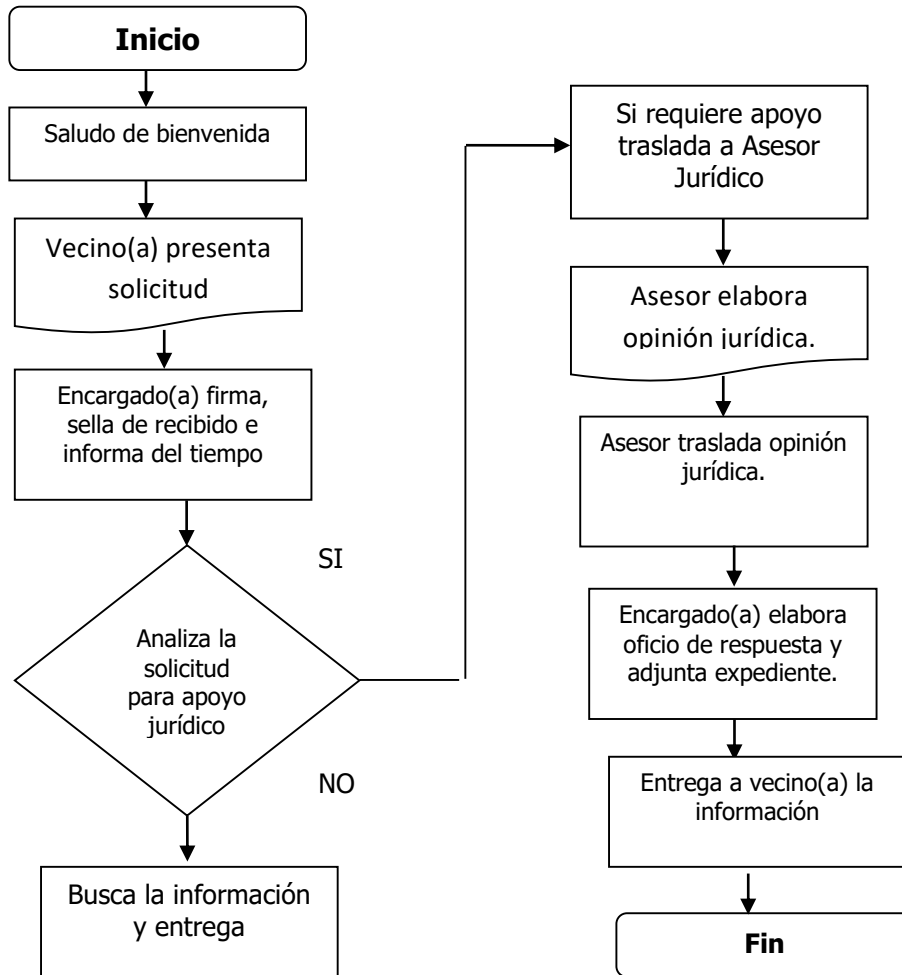 Inicio
Saludo de bienvenida
Vecino(a) presenta
solicitud
Encargado(a) firma,
sella de recibido e
informa del tiempo
SI
Analiza la
solicitud
para apoyo
jurídico
NO
Busca la información
y entrega
Si requiere apoyo
traslada a Asesor
Jurídico
Asesor elabora
opinión jurídica.
Asesor traslada opinión
jurídica.
Encargado(a) elabora
oficio de respuesta y
adjunta expediente.
Entrega a vecino(a) la
información
Fin